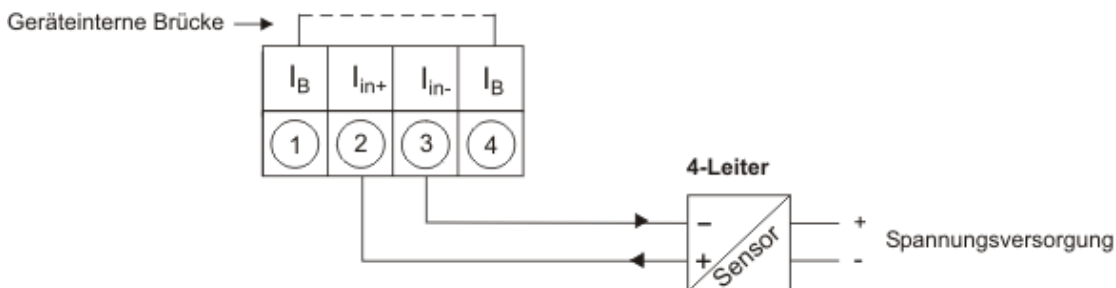 Geräteinterne Brücke
I_B I_in+ I_in- I_B
1 2 3 4
4-Leiter
- +
Spannungsversorgung
+ -
Sensor